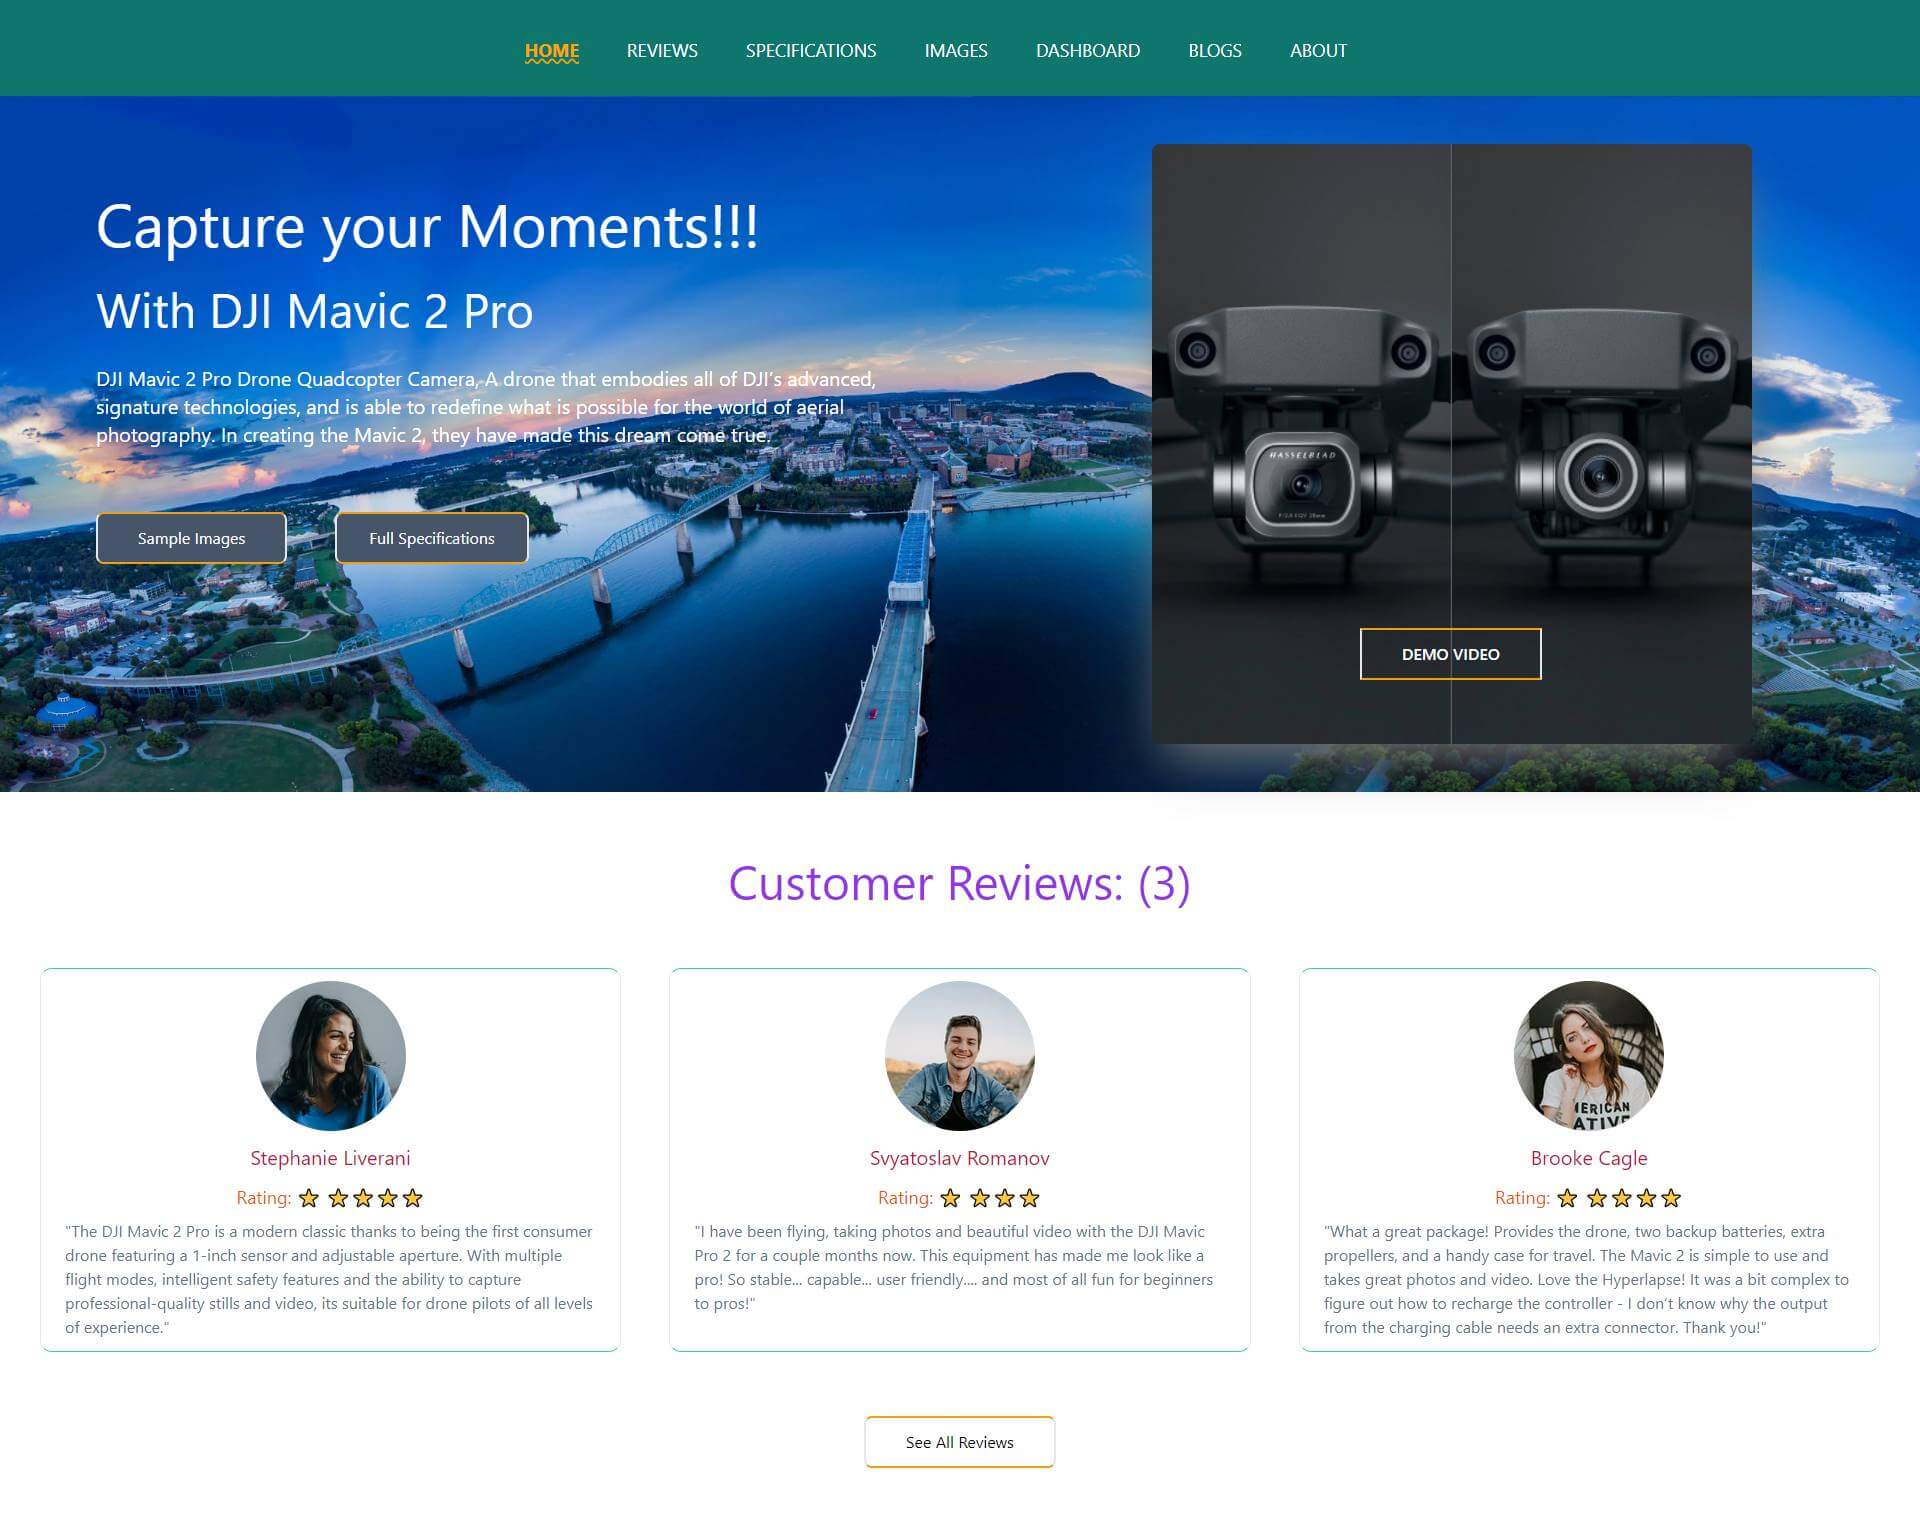 HOME REVIEWS SPECIFICATIONS IMAGES DASHBOARD BLOGS ABOUT
Capture your Moments!!!
With DJI Mavic 2 Pro
DJI Mavic 2 Pro Drone Quadcopter Camera, A drone that embodies all of DJI’s advanced,
signature technologies, and is able to redefine what is possible for the world of aerial
photography. In creating the Mavic 2, they have made this dream come true.
Sample Images
Full Specifications
HASSELBLAD
F/2.8 EQV 28mm
DEMO VIDEO
Customer Reviews: (3)
Stephanie Liverani
Rating:
"The DJI Mavic 2 Pro is a modern classic thanks to being the first consumer
drone featuring a 1-inch sensor and adjustable aperture. With multiple
flight modes, intelligent safety features and the ability to capture
professional-quality stills and video, its suitable for drone pilots of all levels
of experience."
Svyatoslav Romanov
Rating:
"I have been flying, taking photos and beautiful video with the DJI Mavic
Pro 2 for a couple months now. This equipment has made me look like a
pro! So stable... capable... user friendly.... and most of all fun for beginners
to pros!"
ERICAN
ATIVE
Brooke Cagle
Rating:
"What a great package! Provides the drone, two backup batteries, extra
propellers, and a handy case for travel. The Mavic 2 is simple to use and
takes great photos and video. Love the Hyperlapse! It was a bit complex to
figure out how to recharge the controller - I don’t know why the output
from the charging cable needs an extra connector. Thank you!"
See All Reviews